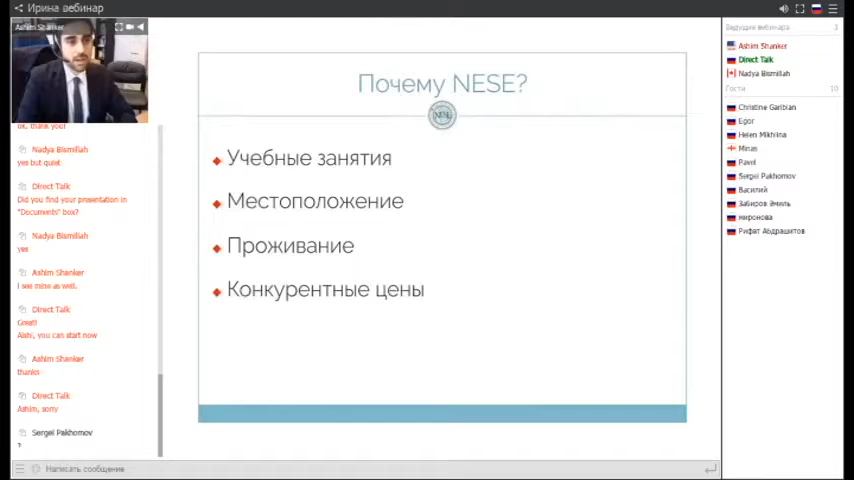 Ирина вебинар
Ashim Shanker
ok, thank you!
Nadya Bismillah
yes but quiet
Direct Talk
Did you find your presentation in
"Documents" box?
Nadya Bismillah
yes
Ashim Shanker
I see mine as well.
Direct Talk
Great!
Aishi, you can start now
Ashim Shanker
thanks
Direct Talk
Ashim, sorry
Sergei Pakhomov
?
Написать сообщение
Почему NESE?
NESE
Учебные занятия
Местоположение
Проживание
Конкурентные цены
Ведущие вебинара 3
Ashim Shanker
Direct Talk
Nadya Bismillah
Гости 10
Christine Garibian
Egor
Helen Mikhlina
Minas
Pavel
Sergei Pakhomov
Василий
Забиров Эмиль
миронова
Рифат Абдрашитов